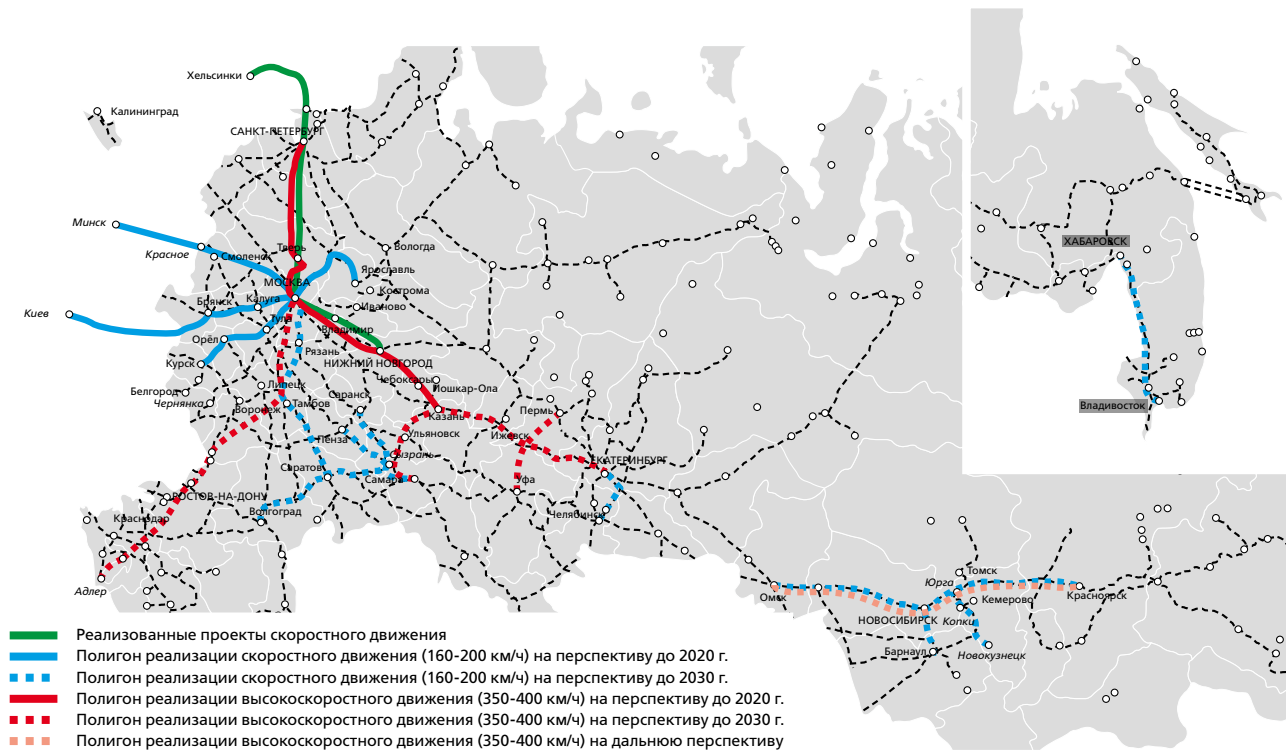 Хельсинки
Калининград
САНКТ-ПЕТЕРБУРГ
Минск
Красное
Смоленск
Тверь
Вологда
Ярославль
МОСКВА
Кострома
Киев
Брянск
Калуга
Иваново
Тула
Владимир
Орёл
Рязань
НИЖНИЙ НОВГОРОД
Курск
Чебоксары
Йошкар-Ола
Белгород
Липецк
Саранск
Чернянка
Воронеж
Тамбов
Казань
Пермь
Пенза
Ульяновск
Ижевск
Сызрань
ЕКАТЕРИНБУРГ
Саратов
Самара
Уфа
РОСТОВ-НА-ДОНУ
Волгоград
Челябинск
Краснодар
Адлер
ХАБАРОВСК
Владивосток
Омск
Юрга
Томск
Кемерово
Красноярск
НОВОСИБИРСК
Копки
Барнаул
Новокузнецк
Реализованные проекты скоростного движения
Полигон реализации скоростного движения (160-200 км/ч) на перспективу до 2020 г.
Полигон реализации скоростного движения (160-200 км/ч) на перспективу до 2030 г.
Полигон реализации высокоскоростного движения (350-400 км/ч) на перспективу до 2020 г.
Полигон реализации высокоскоростного движения (350-400 км/ч) на перспективу до 2030 г.
Полигон реализации высокоскоростного движения (350-400 км/ч) на дальнюю перспективу